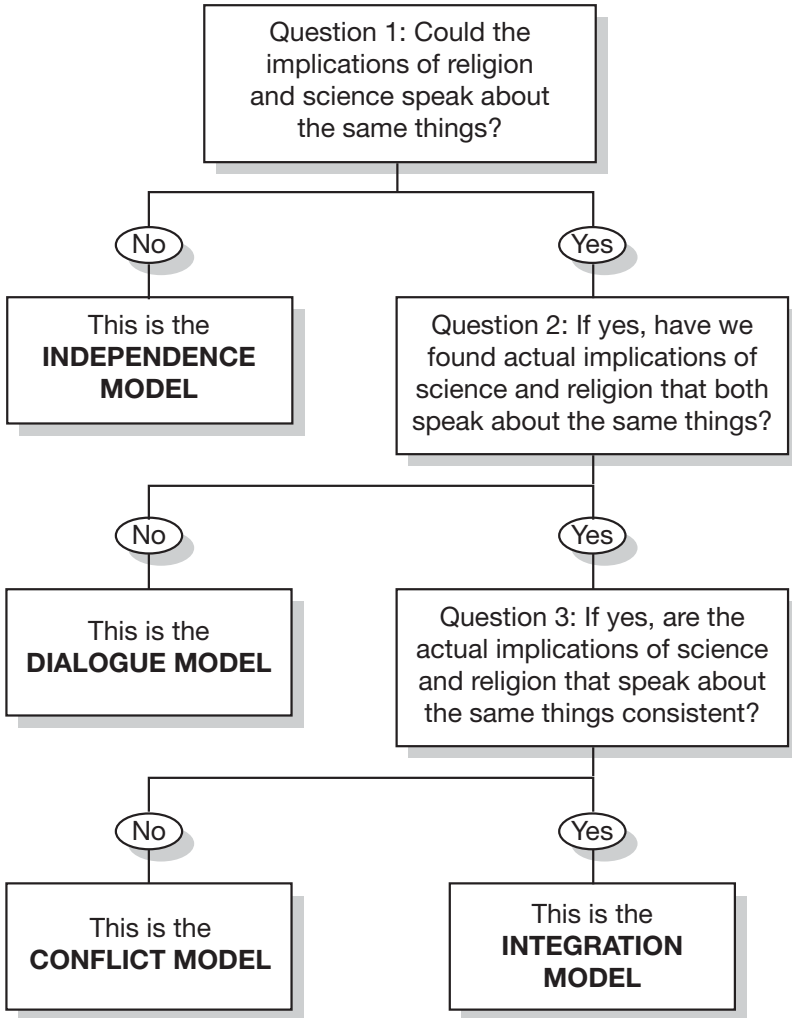 Question 1: Could the
implications of religion
and science speak about
the same things?
No
Yes
This is the
INDEPENDENCE
MODEL
Question 2: If yes, have we
found actual implications of
science and religion that both
speak about the same things?
No
Yes
This is the
DIALOGUE MODEL
Question 3: If yes, are the
actual implications of science
and religion that speak about
the same things consistent?
No
Yes
This is the
CONFLICT MODEL
This is the
INTEGRATION
MODEL